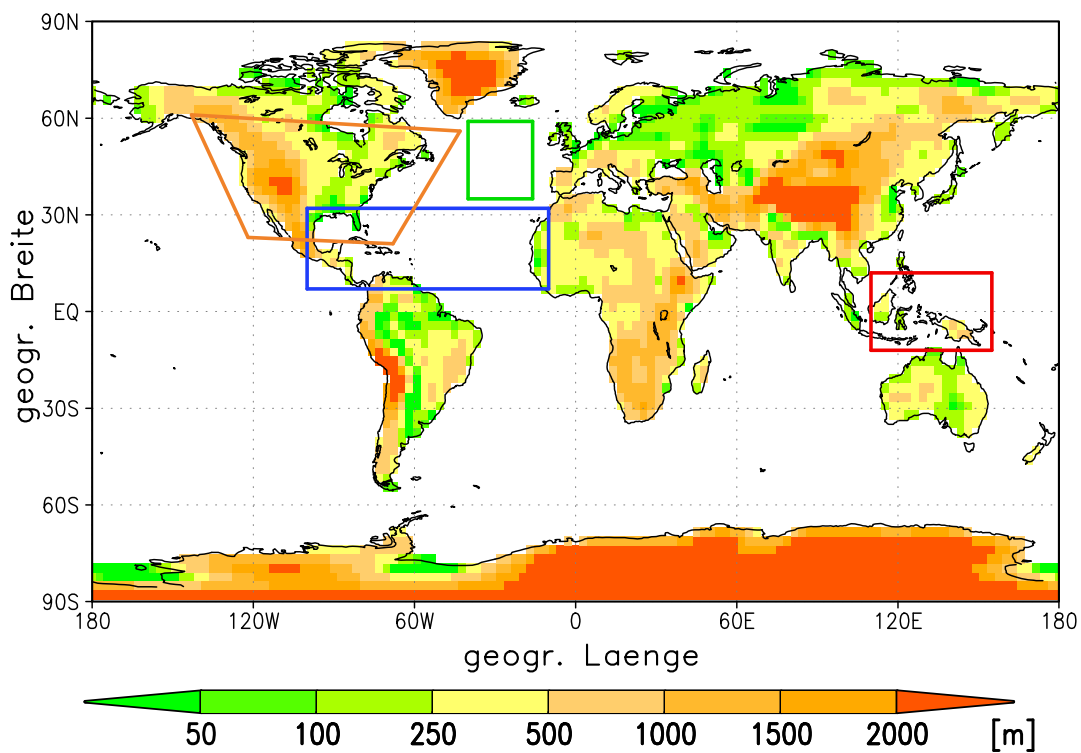 90N
60N
30N
EQ
30S
60S
90S
geogr. Breite
180 120W 60W 0 60E 120E 180
geogr. Laenge
50 100 250 500 1000 1500 2000 [m]